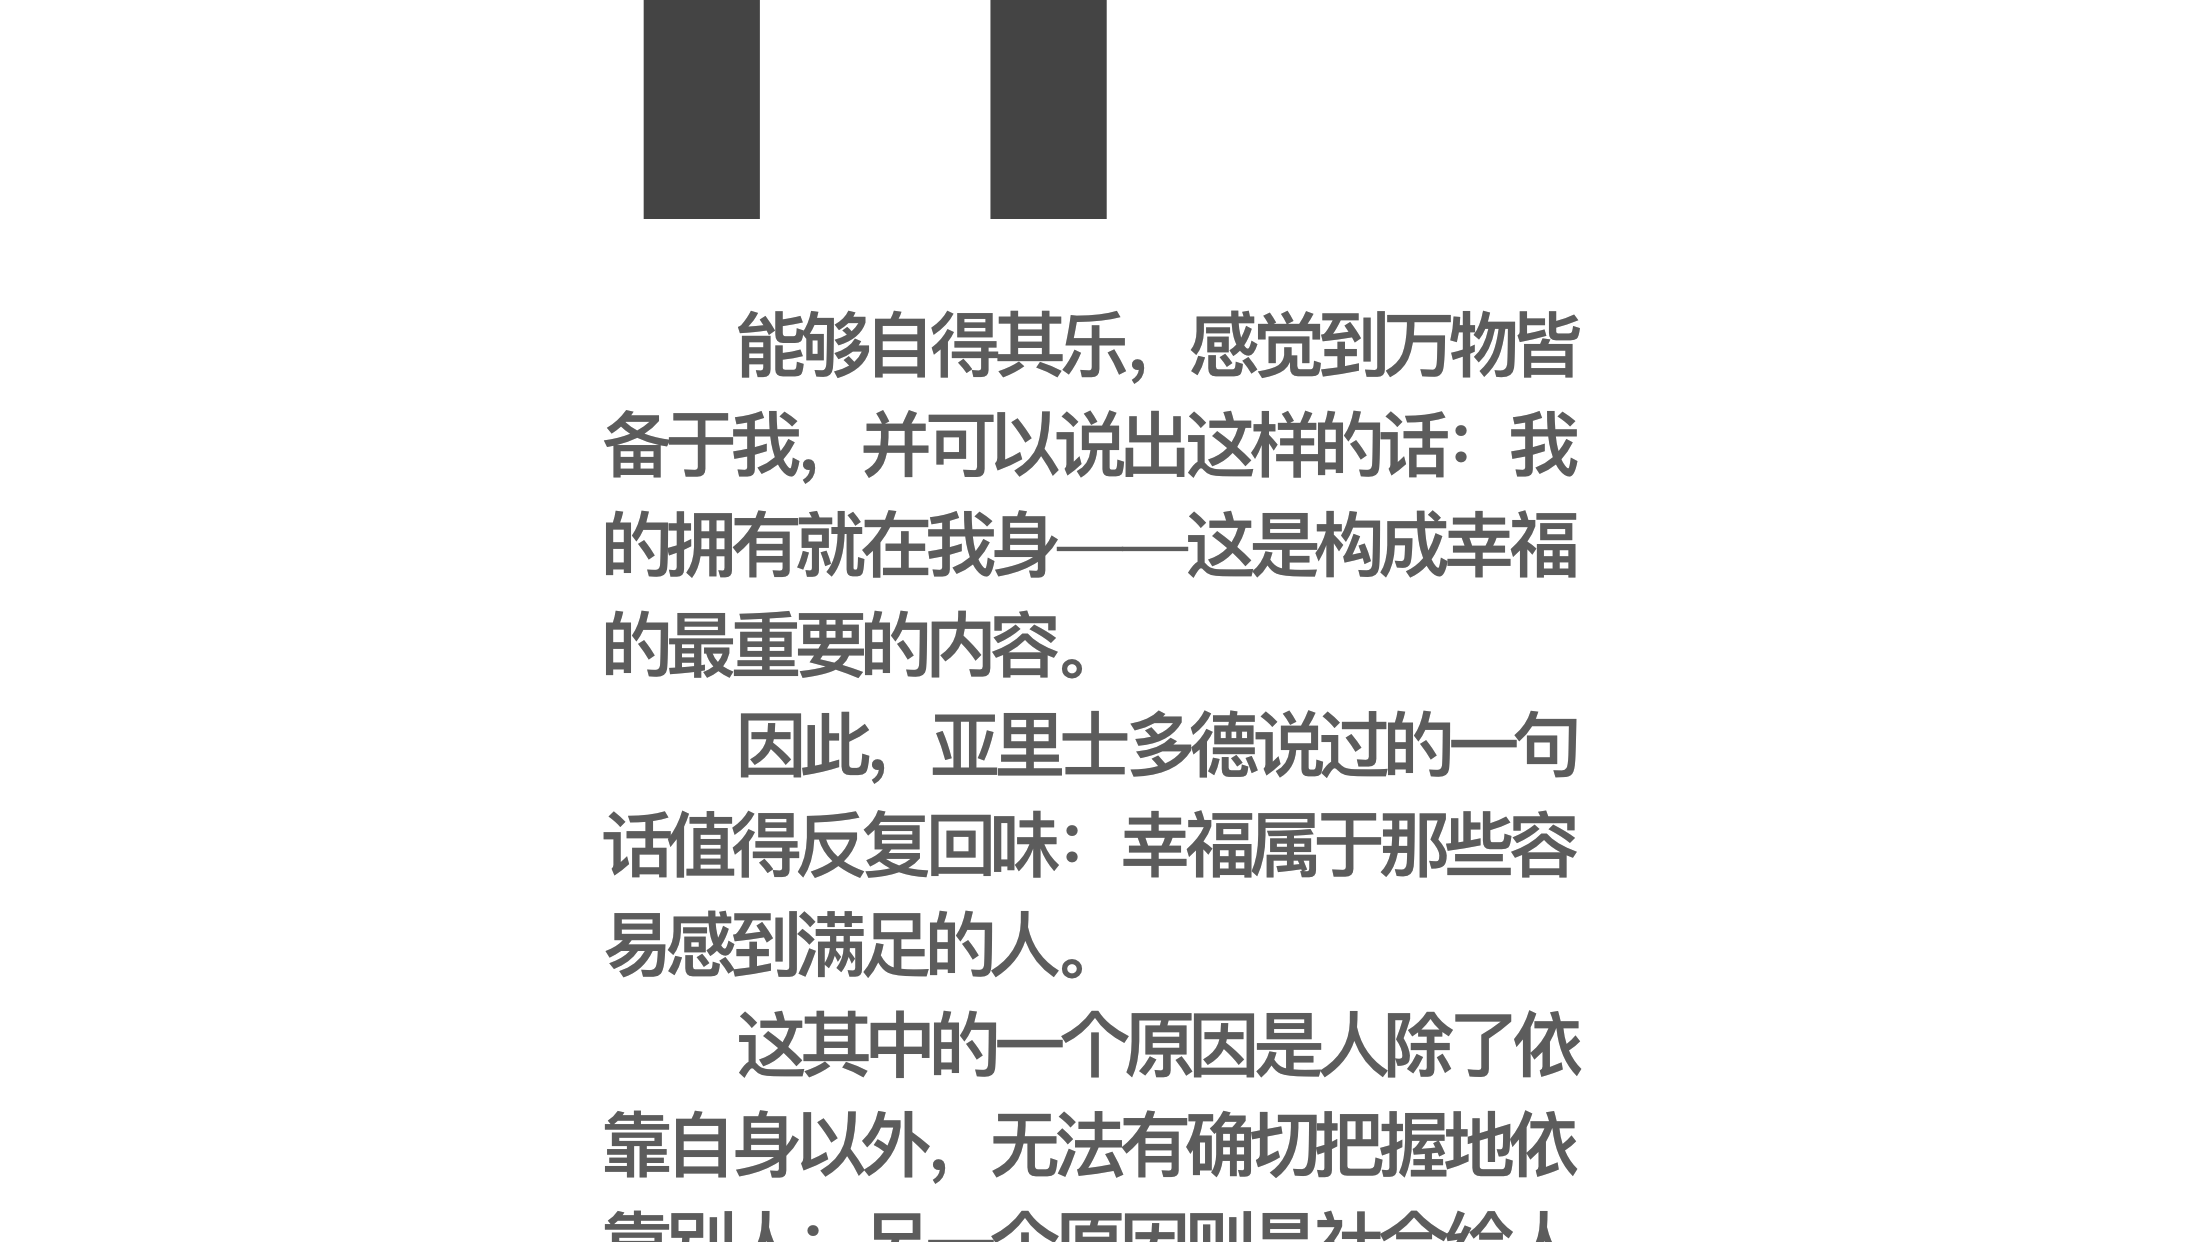 能够自得其乐，感觉到万物皆
备于我，并可以说出这样的话：我
的拥有就在我身——这是构成幸福
的最重要的内容。
因此，亚里士多德说过的一句
话值得反复回味：幸福属于那些容
易感到满足的人。
这其中的一个原因是人除了依
靠自身以外，无法有确切把握地依
靠别人；另一个原因则是社会给人